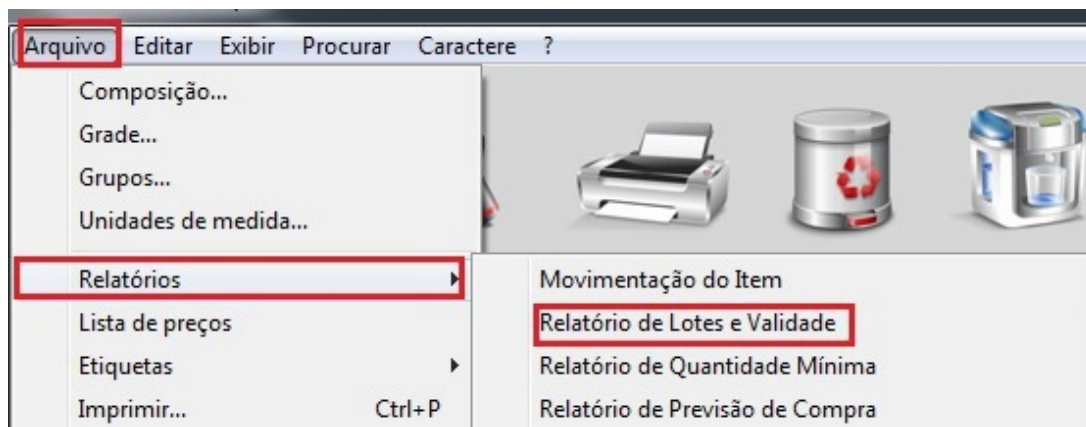 Arquivo Editar Exibir Procurar Caractere ?
Composição...
Grade...
Grupos...
Unidades de medida...
Relatórios
Lista de preços
Etiquetas
Imprimir... Ctrl+P
Movimentação do Item
Relatório de Lotes e Validade
Relatório de Quantidade Mínima
Relatório de Previsão de Compra